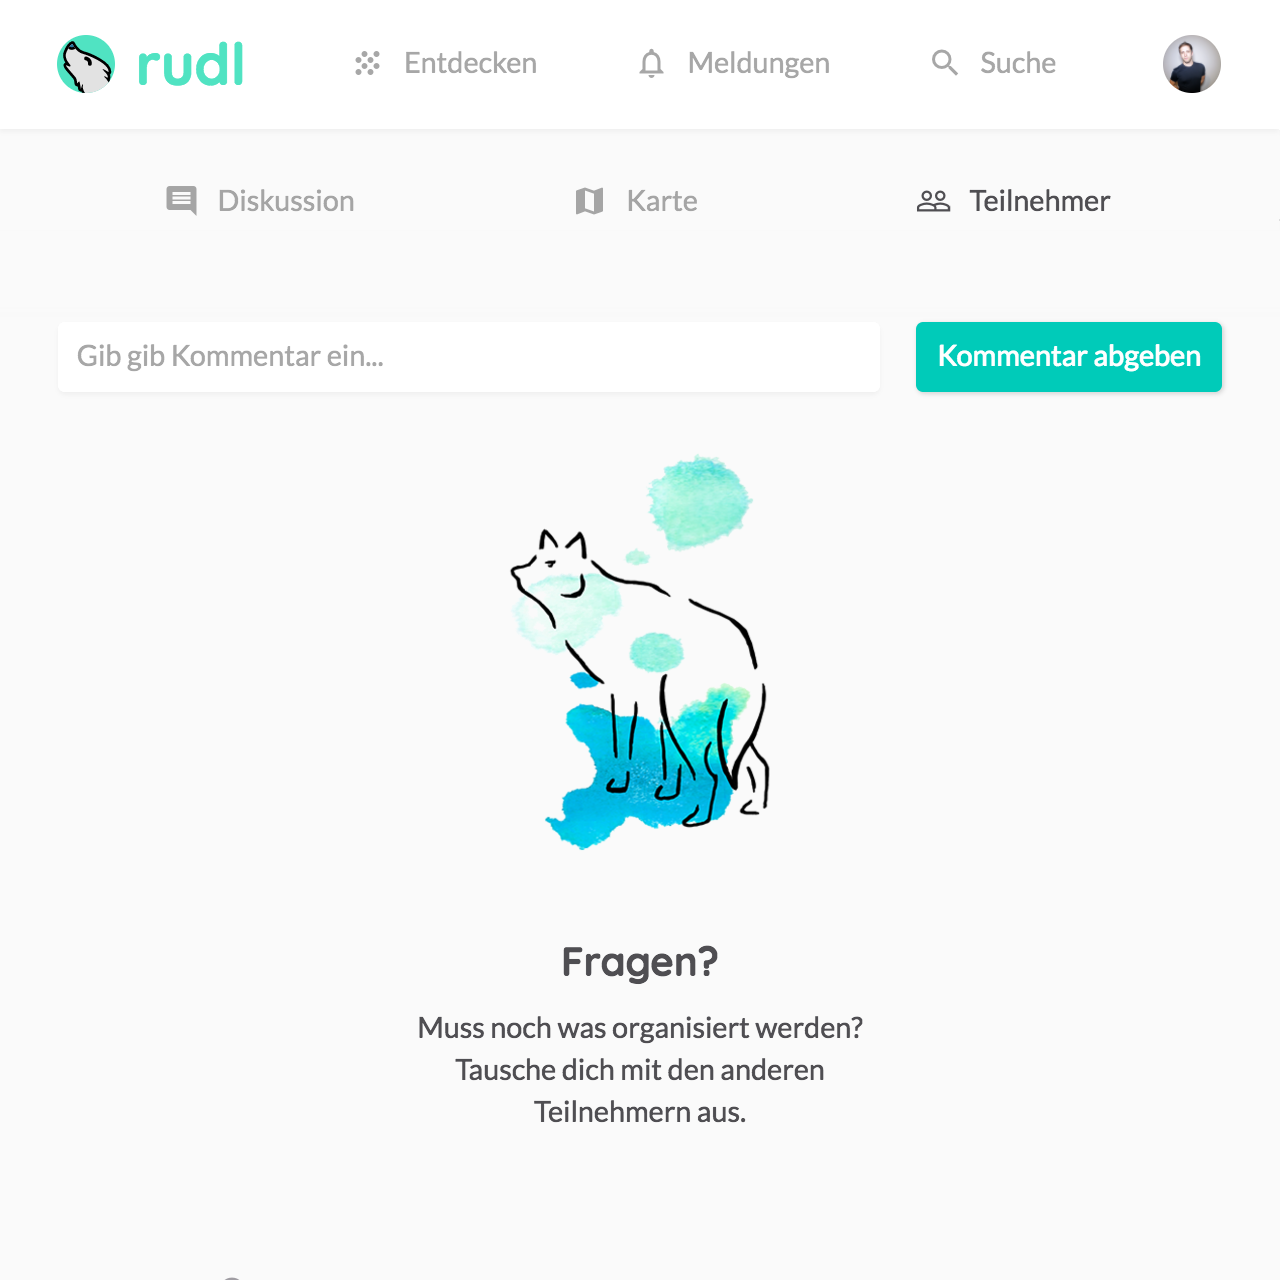 rudl
Entdecken
Meldungen
Suche
Diskussion
Karte
Teilnehmer
Gib gib Kommentar ein...
Kommentar abgeben
Fragen?
Muss noch was organisiert werden?
Tausche dich mit den anderen
Teilnehmern aus.